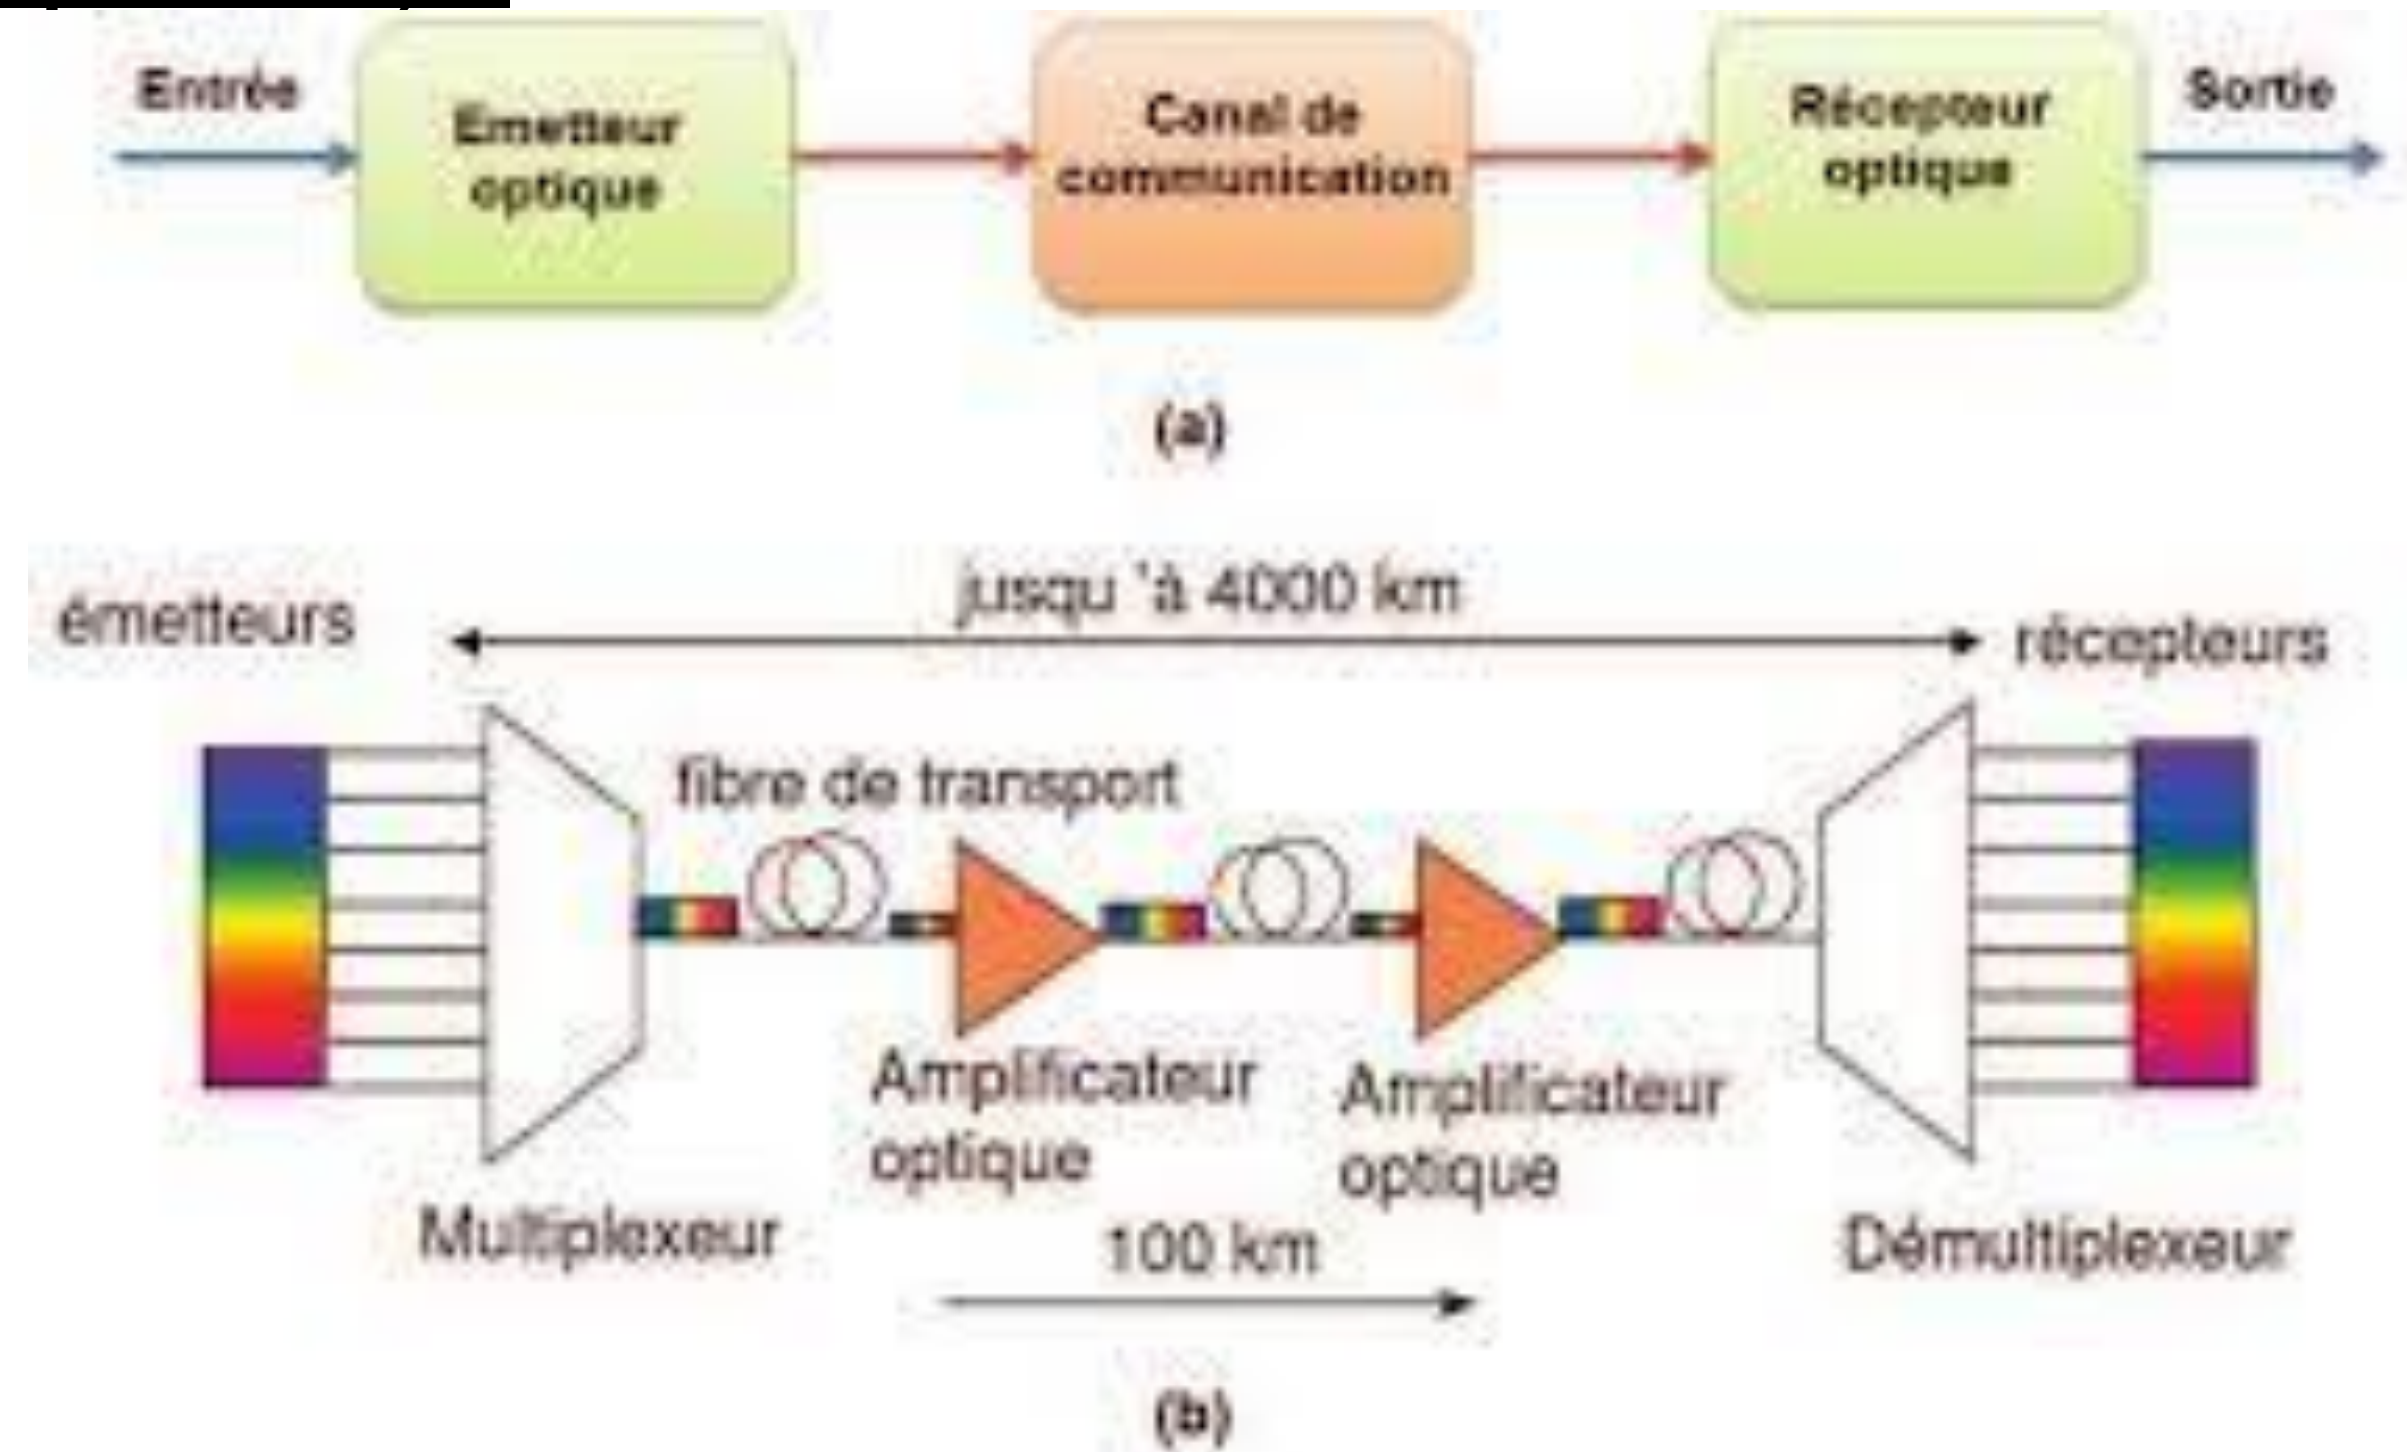 Entrée
Emetteur
optique
Canal de
communication
Récepteur
optique
Sortie
(a)
jusqu 'à 4000 km
émetteurs
récepteurs
fibre de transport
Amplificateur
optique
Amplificateur
optique
Multiplexeur
100 km
Démultiplexeur
(b)